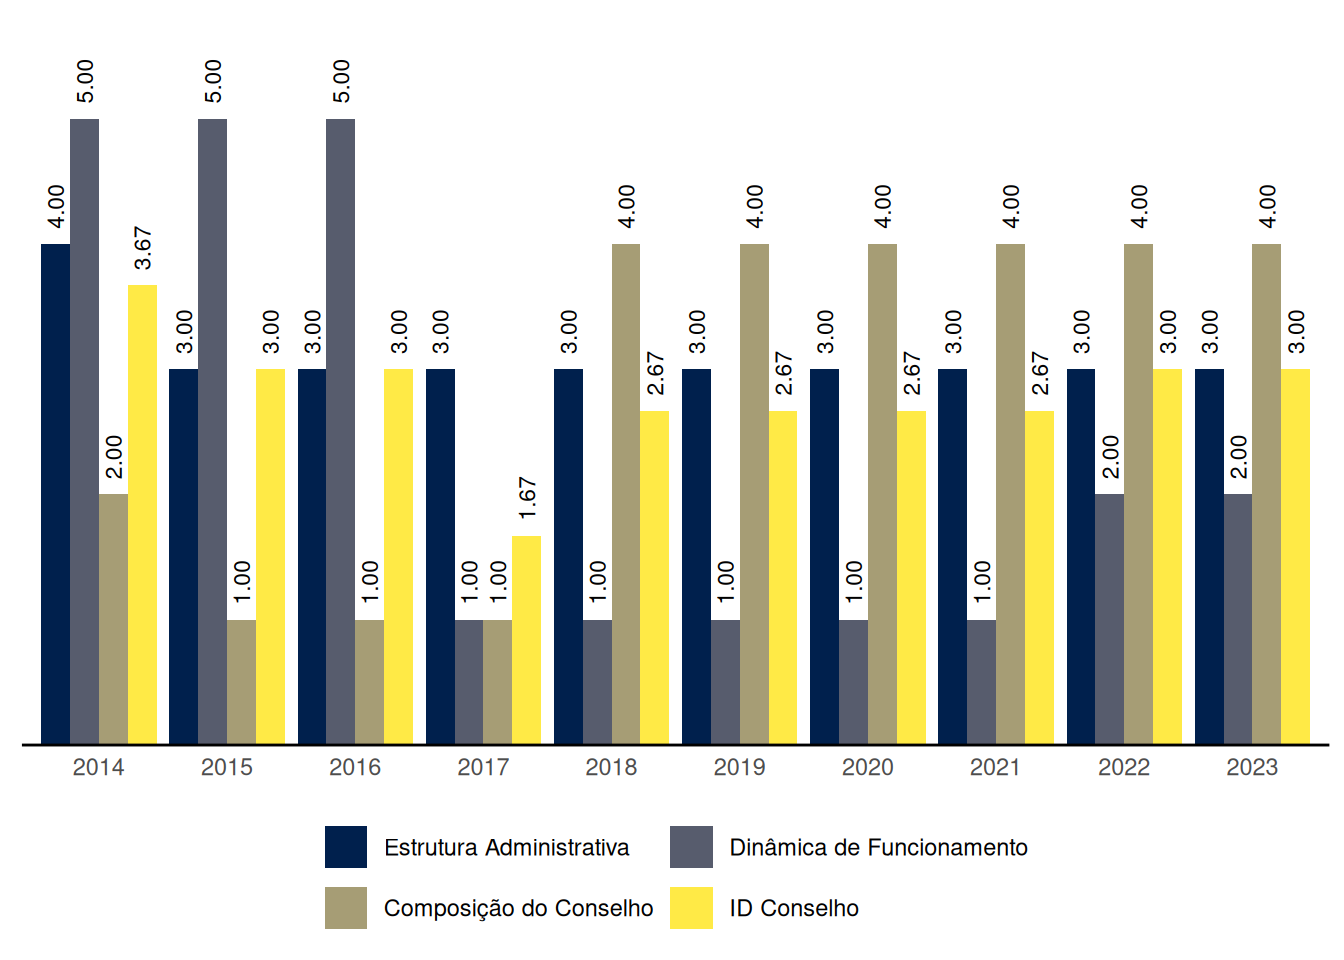 4.00 5.00 2.00 3.67 3.00 5.00 1.00 3.00 3.00 5.00 1.00 3.00 3.00 1.00 1.00 1.67 3.00 1.00 4.00 2.67 3.00 1.00 4.00 2.67 3.00 1.00 4.00 2.67 3.00 1.00 4.00 2.67 3.00 2.00 4.00 3.00 3.00 2.00 4.00 3.00
2014 2015 2016 2017 2018 2019 2020 2021 2022 2023
Estrutura Administrativa Dinâmica de Funcionamento
Composição do Conselho ID Conselho